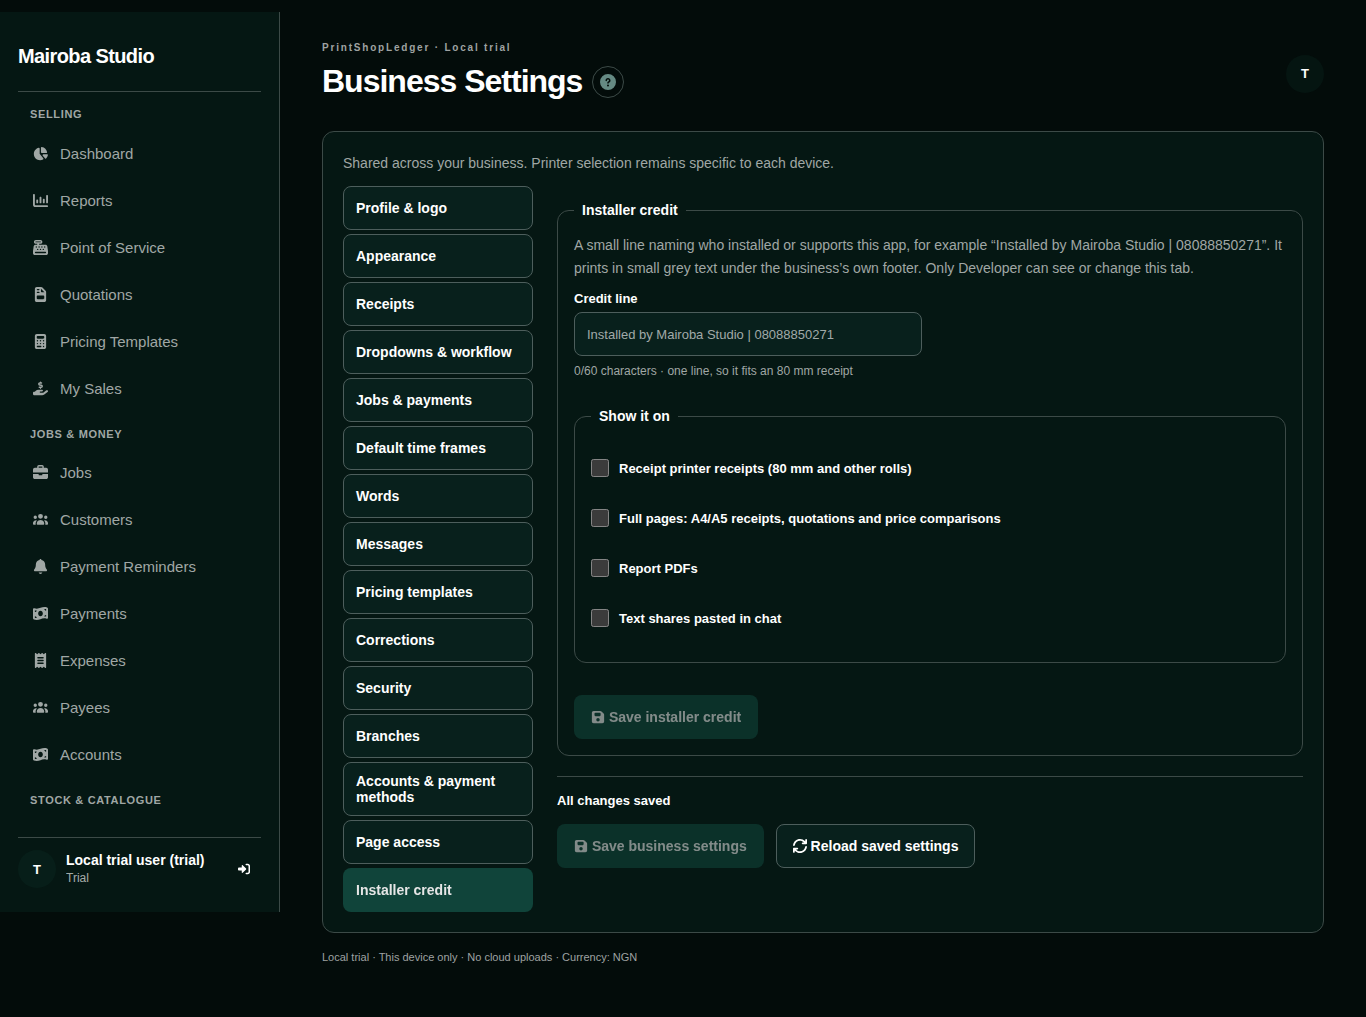 Mairoba Studio
SELLING
Dashboard
Reports
Point of Service
Quotations
Pricing Templates
My Sales
JOBS & MONEY
Jobs
Customers
Payment Reminders
Payments
Expenses
Payees
Accounts
STOCK & CATALOGUE
T
Local trial user (trial)
Trial
PrintShopLedger · Local trial
Business Settings
?
T
Shared across your business. Printer selection remains specific to each device.
Profile & logo
Appearance
Receipts
Dropdowns & workflow
Jobs & payments
Default time frames
Words
Messages
Pricing templates
Corrections
Security
Branches
Accounts & payment
methods
Page access
Installer credit
Installer credit
A small line naming who installed or supports this app, for example “Installed by Mairoba Studio | 08088850271”. It
prints in small grey text under the business’s own footer. Only Developer can see or change this tab.
Credit line
Installed by Mairoba Studio | 08088850271
0/60 characters · one line, so it fits an 80 mm receipt
Show it on
Receipt printer receipts (80 mm and other rolls)
Full pages: A4/A5 receipts, quotations and price comparisons
Report PDFs
Text shares pasted in chat
Save installer credit
All changes saved
Save business settings
Reload saved settings
Local trial · This device only · No cloud uploads · Currency: NGN